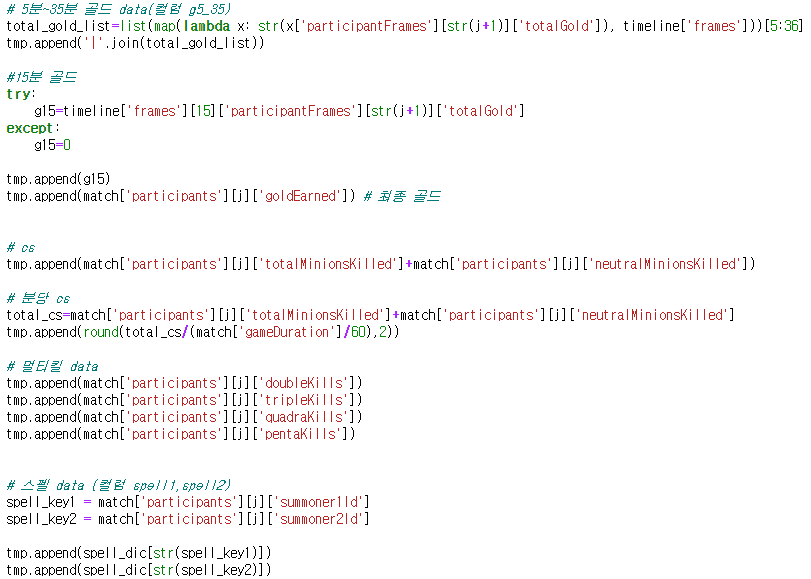 # 5분~35분 골드 data(컬럼 g5_35)
total_gold_list=list(map(lambda x: str(x['participantFrames'][str(j+1)]['totalGold']), timeline['frames']))[5:36]
tmp.append('|'.join(total_gold_list))
#15분 골드
try:
    g15=timeline['frames'][15]['participantFrames'][str(j+1)]['totalGold']
except:
    g15=0
tmp.append(g15)
tmp.append(match['participants'][j]['goldEarned']) # 최종 골드
# cs
tmp.append(match['participants'][j]['totalMinionsKilled']+match['participants'][j]['neutralMinionsKilled'])
# 분당 cs
total_cs=match['participants'][j]['totalMinionsKilled']+match['participants'][j]['neutralMinionsKilled']
tmp.append(round(total_cs/(match['gameDuration']/60),2))
# 멀티킬 data
tmp.append(match['participants'][j]['doubleKills'])
tmp.append(match['participants'][j]['tripleKills'])
tmp.append(match['participants'][j]['quadraKills'])
tmp.append(match['participants'][j]['pentaKills'])
# 스펠 data (컬럼 spell1,spell2)
spell_key1 = match['participants'][j]['summoner1Id']
spell_key2 = match['participants'][j]['summoner2Id']
tmp.append(spell_dic[str(spell_key1)])
tmp.append(spell_dic[str(spell_key2)])